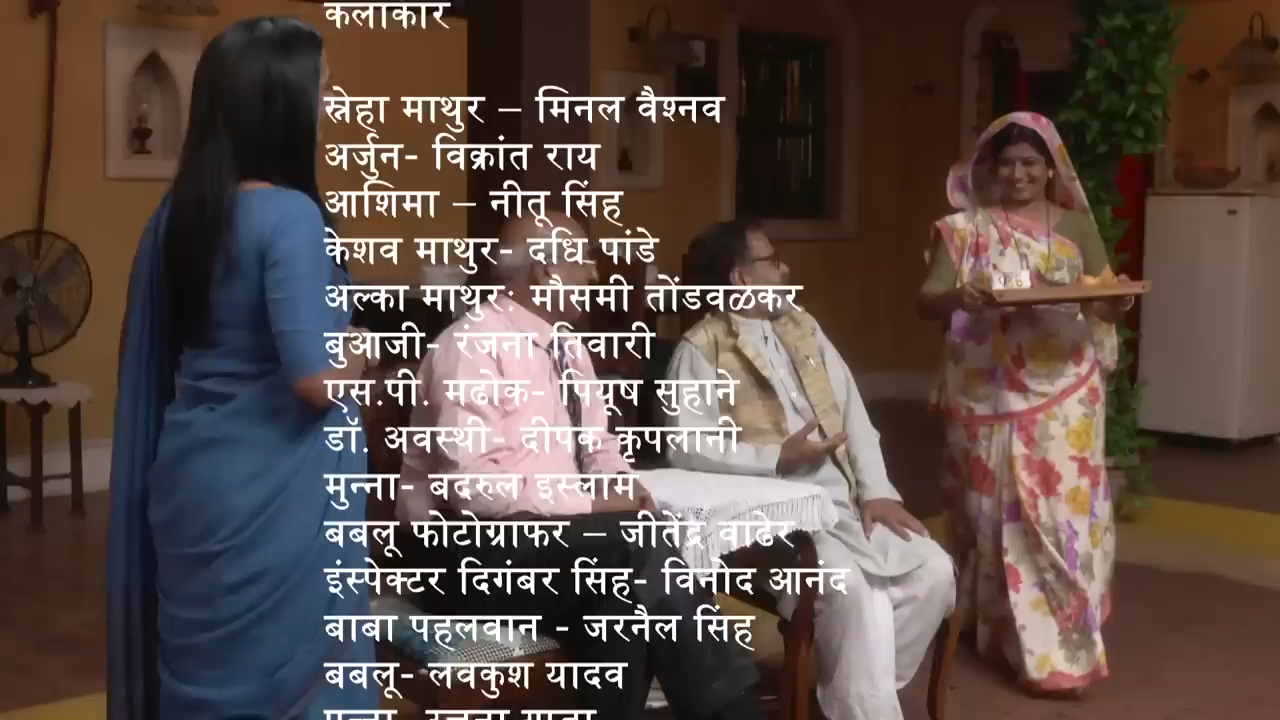 कलाकार
स्नेहा माथुर – मिनल वैश्नव
अर्जुन- विक्रांत राय
आशिमा – नीतू सिंह
केशव माथुर- दधि पांडे
अल्का माथुर: मौसमी तोंडवळकर
बुआजी- रंजना तिवारी
एस.पी. मढोक- पियूष सुहाने
डॉ. अवस्थी- दीपक कृपलानी
मुन्ना- बदरुल इस्लाम
बबलू फोटोग्राफर – जीतेंद्र वाढेर
इंस्पेक्टर दिगंबर सिंह- विनोद आनंद
बाबा पहलवान - जरनैल सिंह
बबलू- लवकुश यादव